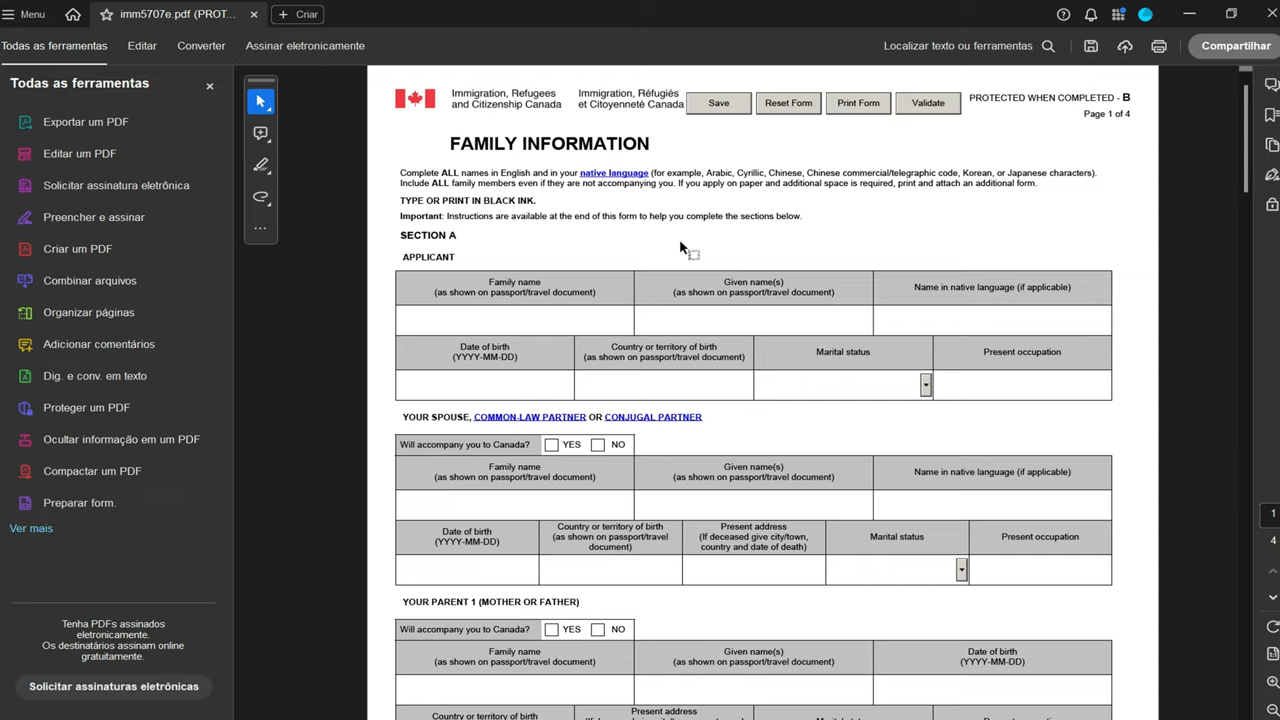 Menu
imm5707e.pdf (PROT...
Criar
Todas as ferramentas
Editar
Converter
Assinar eletronicamente
Localizar texto ou ferramentas
Compartilhar
Todas as ferramentas
Exportar um PDF
Editar um PDF
Solicitar assinatura eletrônica
Preencher e assinar
Criar um PDF
Combinar arquivos
Organizar páginas
Adicionar comentários
Dig. e conv. em texto
Proteger um PDF
Ocultar informação em um PDF
Compactar um PDF
Preparar form.
Ver mais
Tenha PDFs assinados
eletronicamente.
Os destinatários assinam online
gratuitamente.
Solicitar assinaturas eletrônicas
Immigration, Refugees
and Citizenship Canada
Immigration, Réfugiés
et Citoyenneté Canada
Save
Reset Form
Print Form
Validate
PROTECTED WHEN COMPLETED - B
Page 1 of 4
FAMILY INFORMATION
Complete ALL names in English and in your native language (for example, Arabic, Cyrillic, Chinese, Chinese commercial/telegraphic code, Korean, or Japanese characters).
Include ALL family members even if they are not accompanying you. If you apply on paper and additional space is required, print and attach an additional form.
TYPE OR PRINT IN BLACK INK.
Important: Instructions are available at the end of this form to help you complete the sections below.
SECTION A
APPLICANT
Family name
(as shown on passport/travel document)
Given name(s)
(as shown on passport/travel document)
Name in native language (if applicable)
Date of birth
(YYYY-MM-DD)
Country or territory of birth
(as shown on passport/travel document)
Marital status
Present occupation
YOUR SPOUSE, COMMON-LAW PARTNER OR CONJUGAL PARTNER
Will accompany you to Canada? YES NO
Family name
(as shown on passport/travel document)
Given name(s)
(as shown on passport/travel document)
Name in native language (if applicable)
Date of birth
(YYYY-MM-DD)
Country or territory of birth
(as shown on passport/travel
document)
Present address
(If deceased give city/town,
country and date of death)
Marital status
Present occupation
YOUR PARENT 1 (MOTHER OR FATHER)
Will accompany you to Canada? YES NO
Family name
(as shown on passport/travel document)
Given name(s)
(as shown on passport/travel document)
Date of birth
(YYYY-MM-DD)
Country or territory of birth
Present address
Marital status
Present occupation
1
4